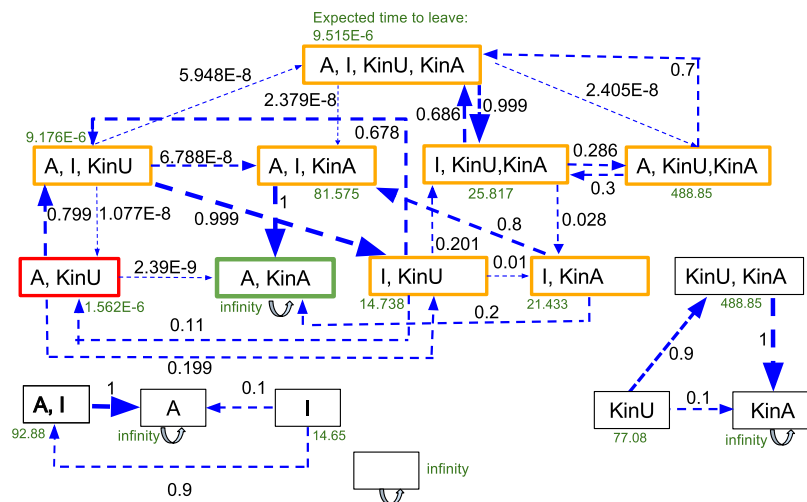 Expected time to leave:
9.515E-6
A, I, KinU, KinA
0.7
5.948E-8
2.379E-8
2.405E-8
0.686
0.999
0.678
9.176E-6
A, I, KinU
6.788E-8
A, I, KinA
81.575
I, KinU,KinA
25.817
0.286
0.3
A, KinU,KinA
488.85
0.799
1.077E-8
0.999
1
0.8
0.028
0.201
A, KinU
1.562E-6
2.39E-9
A, KinA
infinity
I, KinU
14.738
0.01
I, KinA
21.433
KinU, KinA
488.85
0.11
0.2
0.199
0.9
1
A, I
92.88
1
A
infinity
0.1
I
14.65
KinU
77.08
0.1
KinA
infinity
0.9
infinity